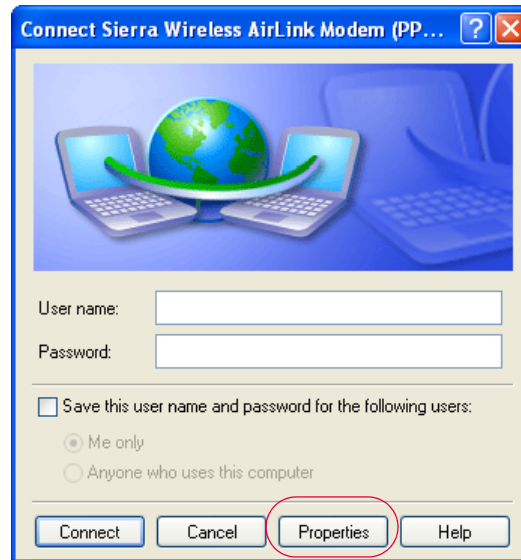 Connect Sierra Wireless AirLink Modem (PP... ? X
User name:
Password:
Save this user name and password for the following users:
Me only
Anyone who uses this computer
Connect Cancel Properties Help